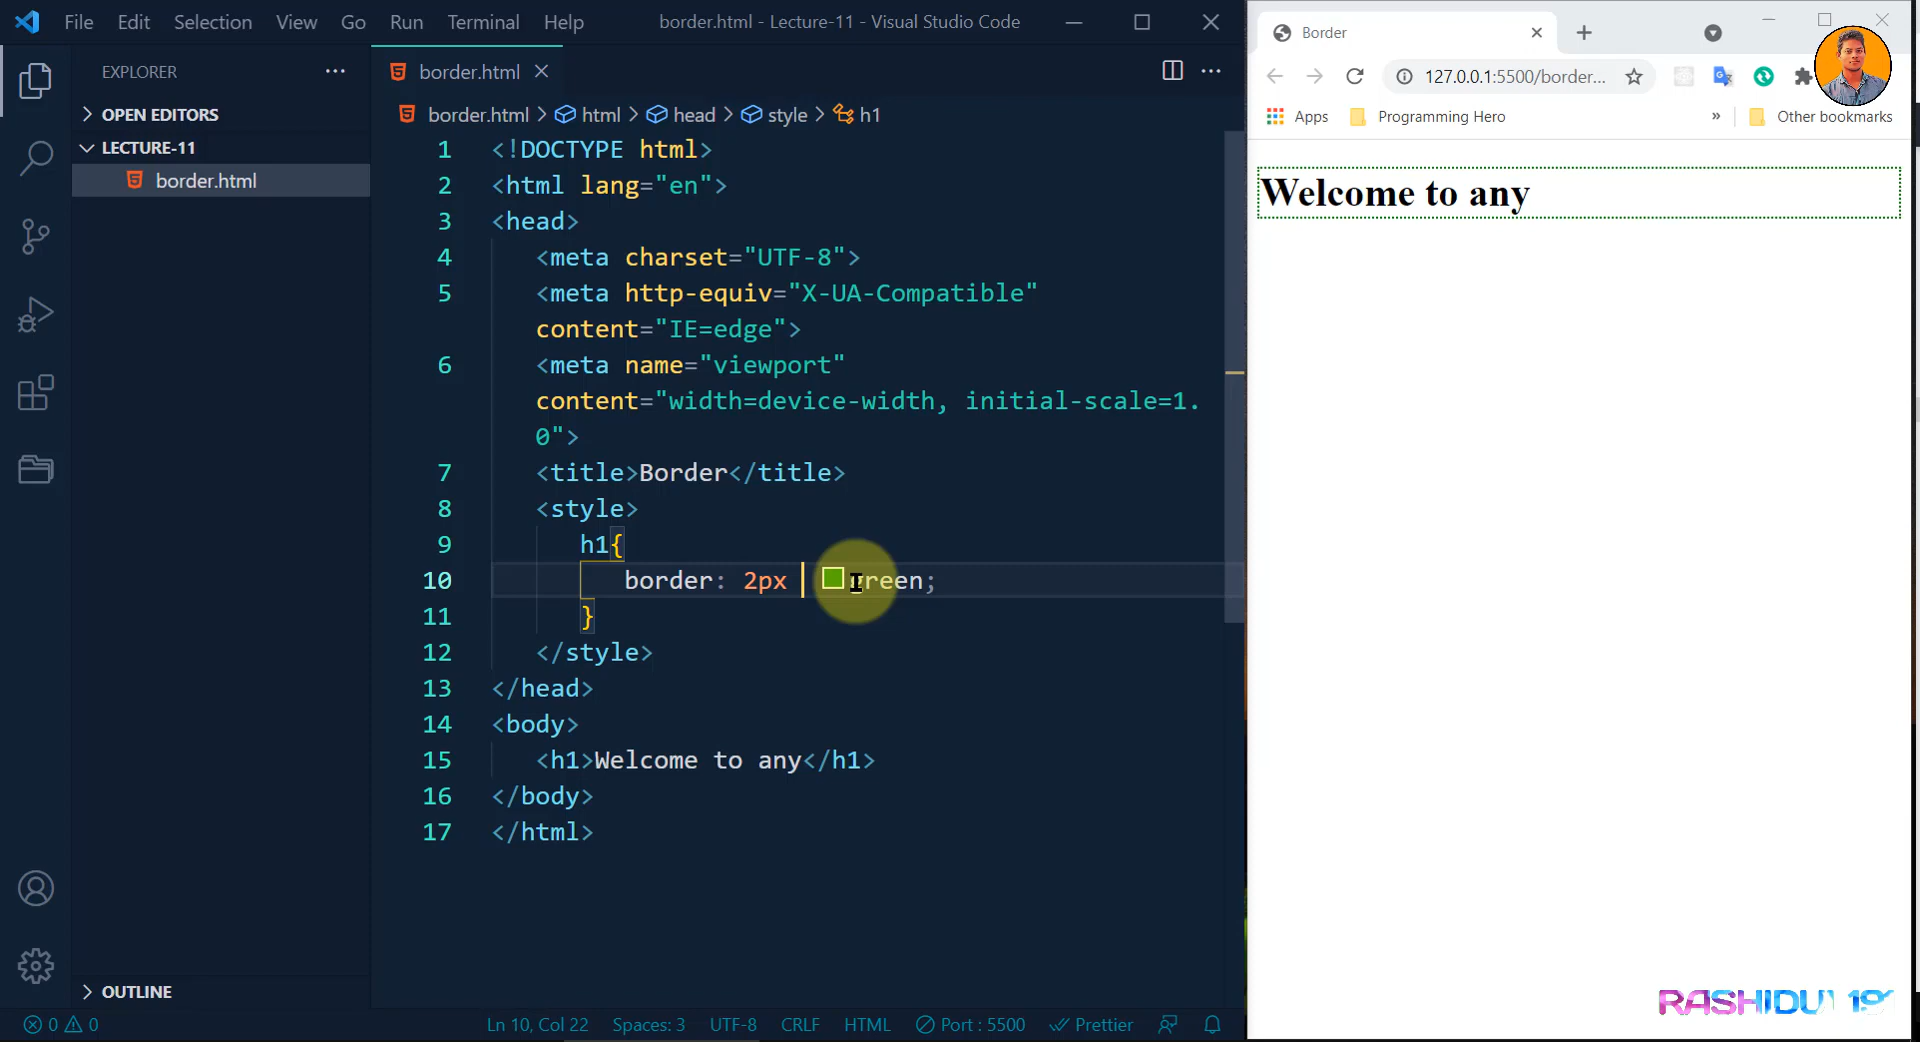 File Edit Selection View Go Run Terminal Help border.html - Lecture-11 - Visual Studio Code
EXPLORER
OPEN EDITORS
LECTURE-11
border.html
OUTLINE
border.html
border.html > html > head > style > h1
1 <!DOCTYPE html>
2 <html lang="en">
3 <head>
4 <meta charset="UTF-8">
5 <meta http-equiv="X-UA-Compatible"
content="IE=edge">
6 <meta name="viewport"
content="width=device-width, initial-scale=1.
0">
7 <title>Border</title>
8 <style>
9 h1{
10 border: 2px green;
11 }
12 </style>
13 </head>
14 <body>
15 <h1>Welcome to any</h1>
16 </body>
17 </html>
0 0 Ln 10, Col 22 Spaces: 3 UTF-8 CRLF HTML Port : 5500 Prettier
Border
127.0.0.1:5500/border...
Apps Programming Hero » Other bookmarks
Welcome to any